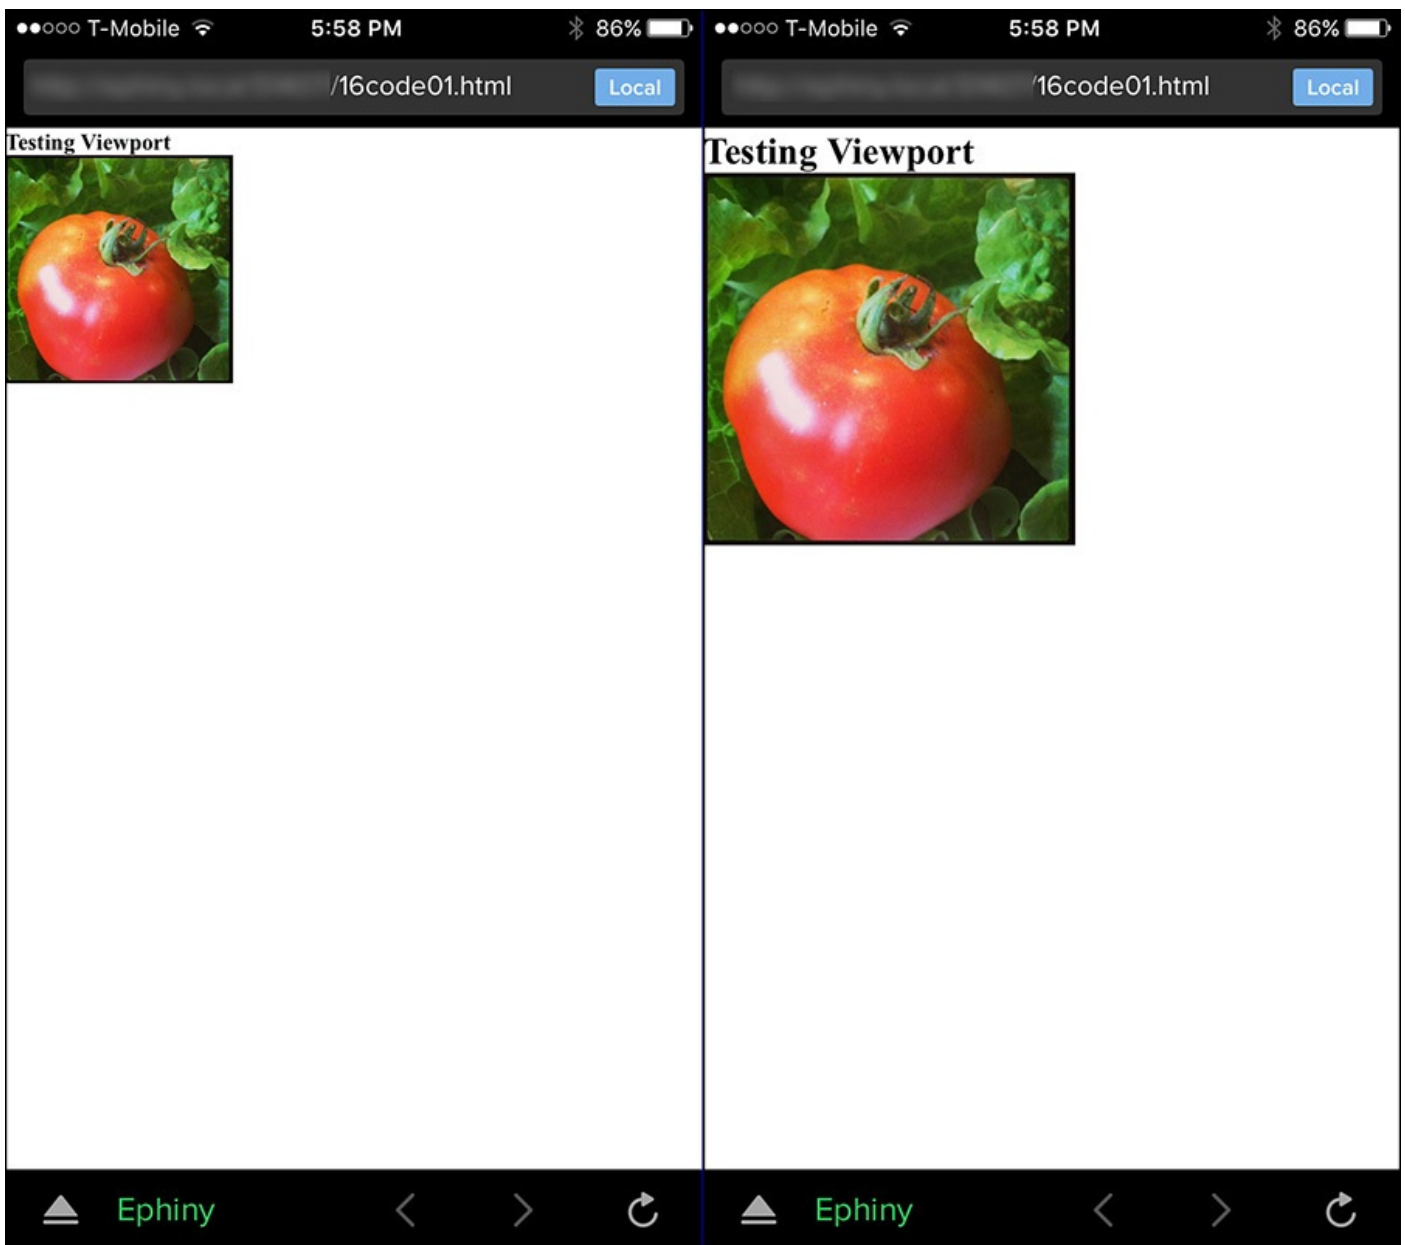 T-Mobile 5:58 PM 86%
/16code01.html Local
Testing Viewport
Ephiny
T-Mobile 5:58 PM 86%
/16code01.html Local
Testing Viewport
Ephiny